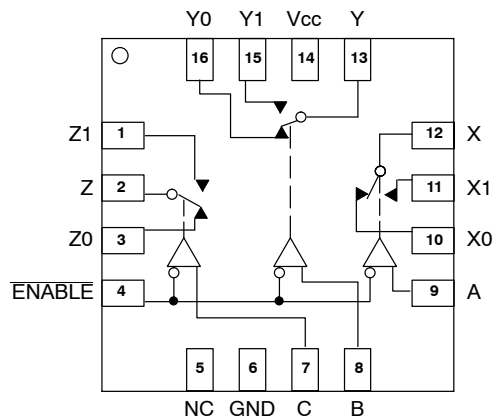 Y0 Y1 Vcc Y
16 15 14 13
Z1 1 12 X
Z 2 11 X1
Z0 3 10 X0
ENABLE 4 9 A
5 6 7 8
NC GND C B